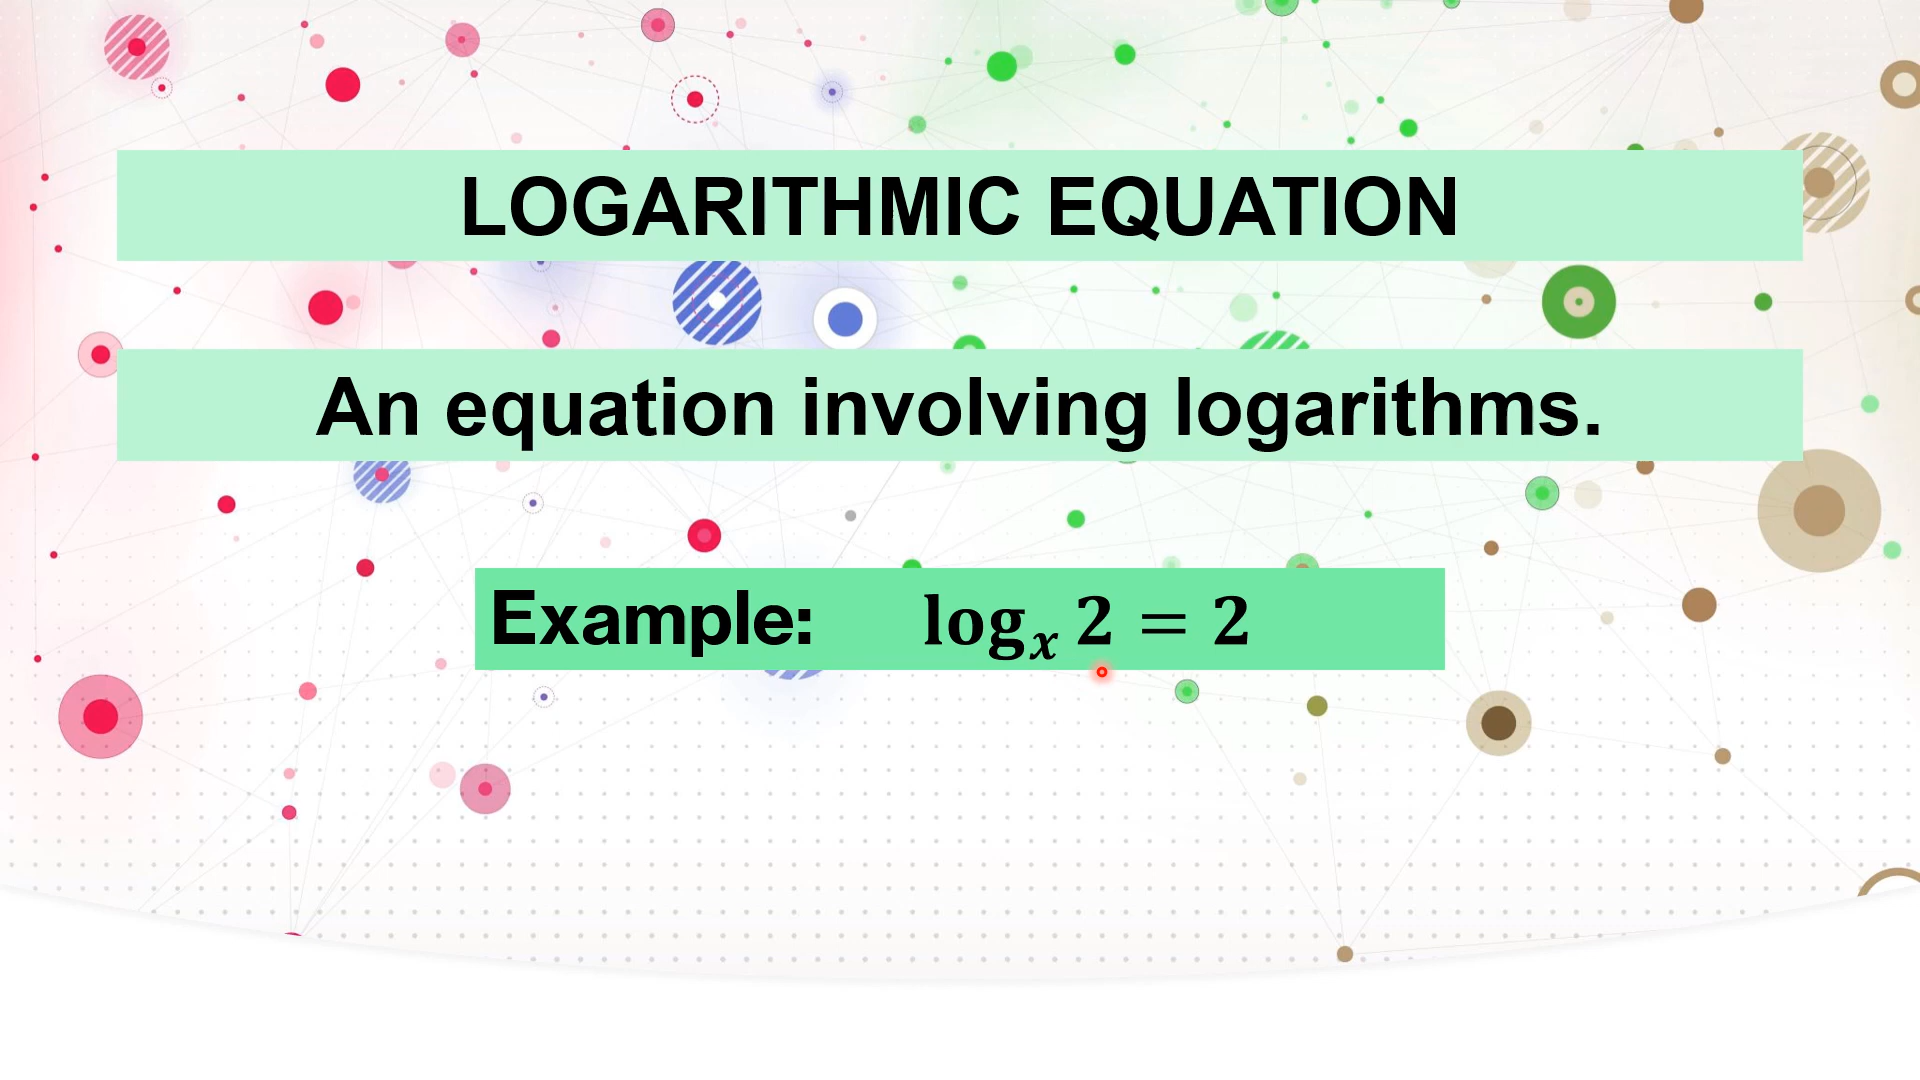 LOGARITHMIC EQUATION
An equation involving logarithms.
Example: logₓ 2 = 2